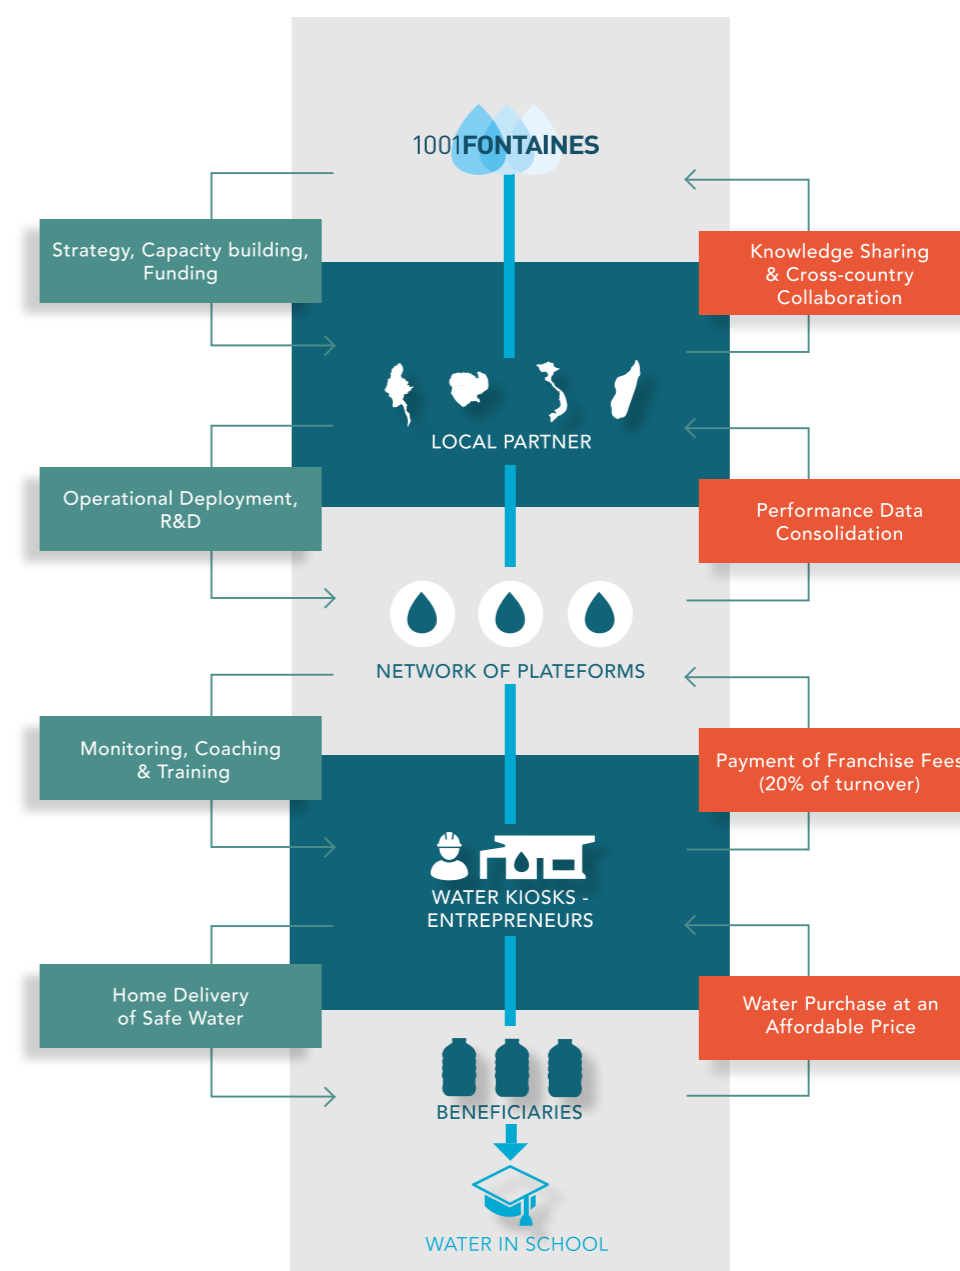 1001FONTAINES
Strategy, Capacity building,
Funding
Knowledge Sharing
& Cross-country
Collaboration
LOCAL PARTNER
Operational Deployment,
R&D
Performance Data
Consolidation
NETWORK OF PLATEFORMS
Monitoring, Coaching
& Training
Payment of Franchise Fees
(20% of turnover)
WATER KIOSKS -
ENTREPRENEURS
Home Delivery
of Safe Water
Water Purchase at an
Affordable Price
BENEFICIARIES
WATER IN SCHOOL